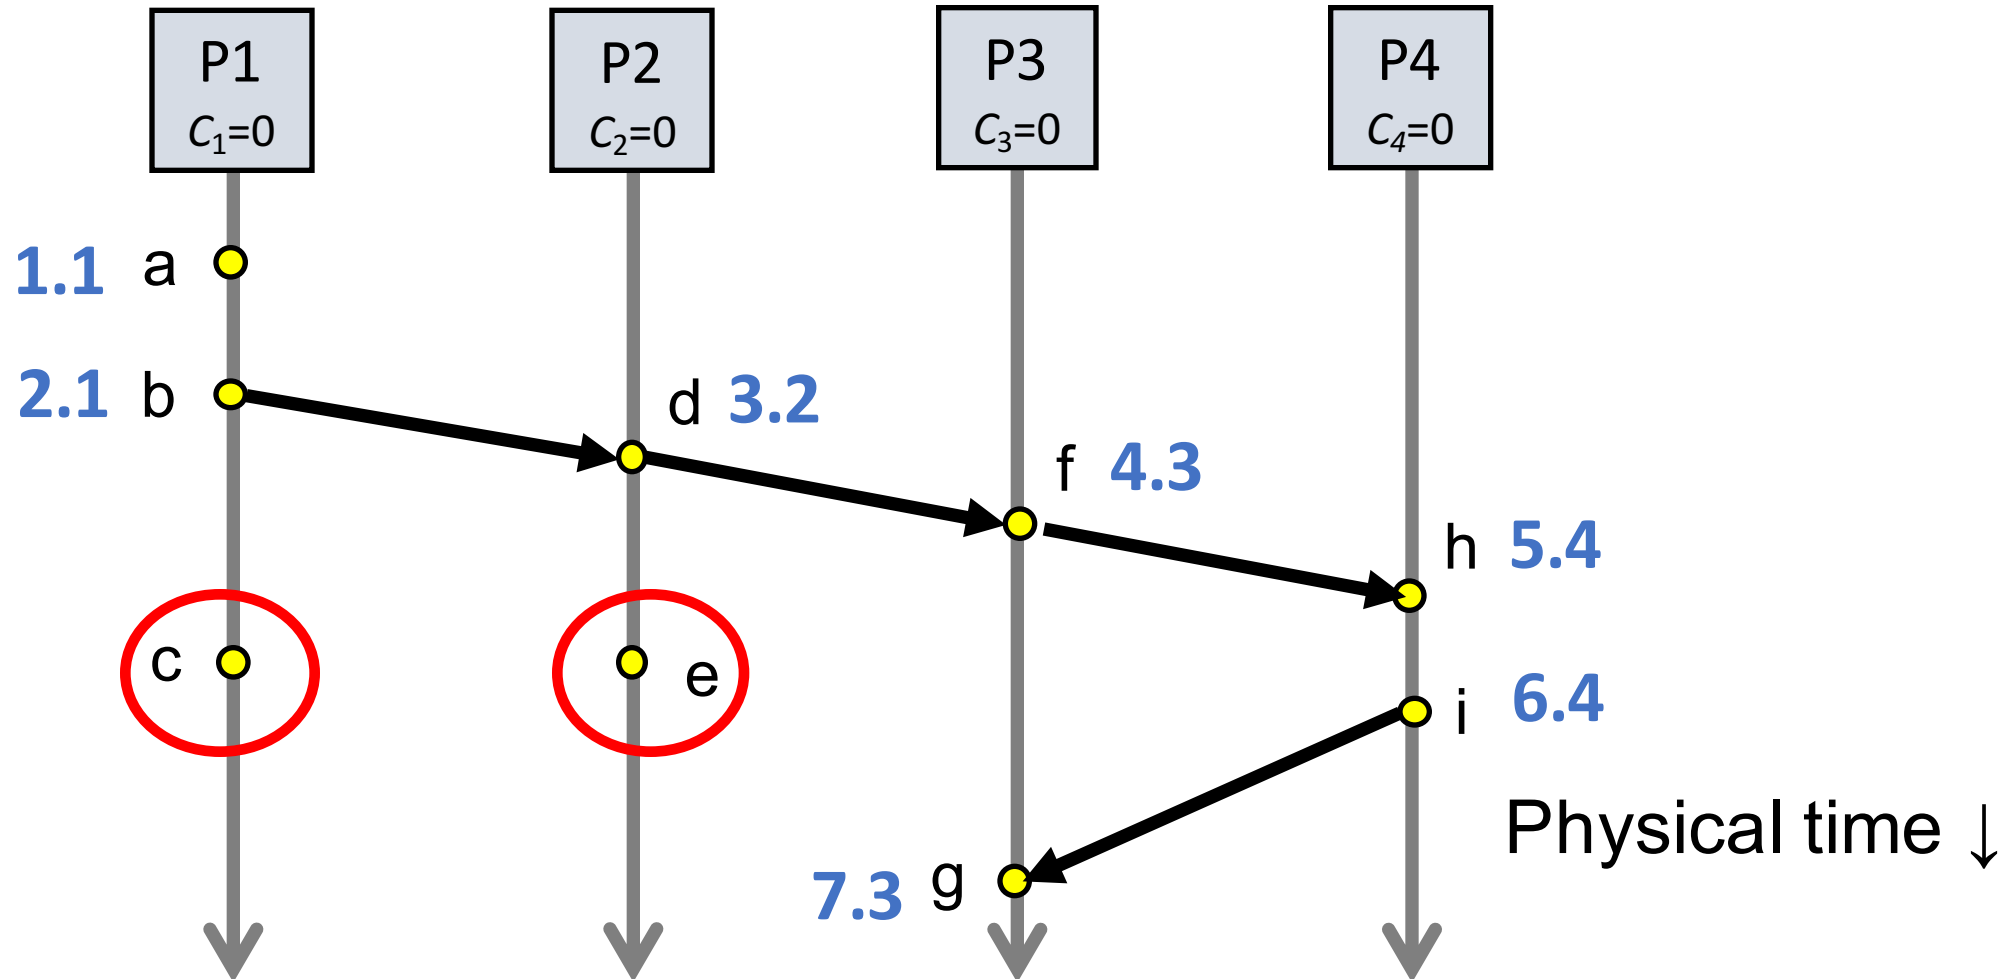 P1
C₁=0
P2
C₂=0
P3
C₃=0
P4
C₄=0
1.1 a
2.1 b
d 3.2
f 4.3
h 5.4
c
e
i 6.4
Physical time ↓
7.3 g